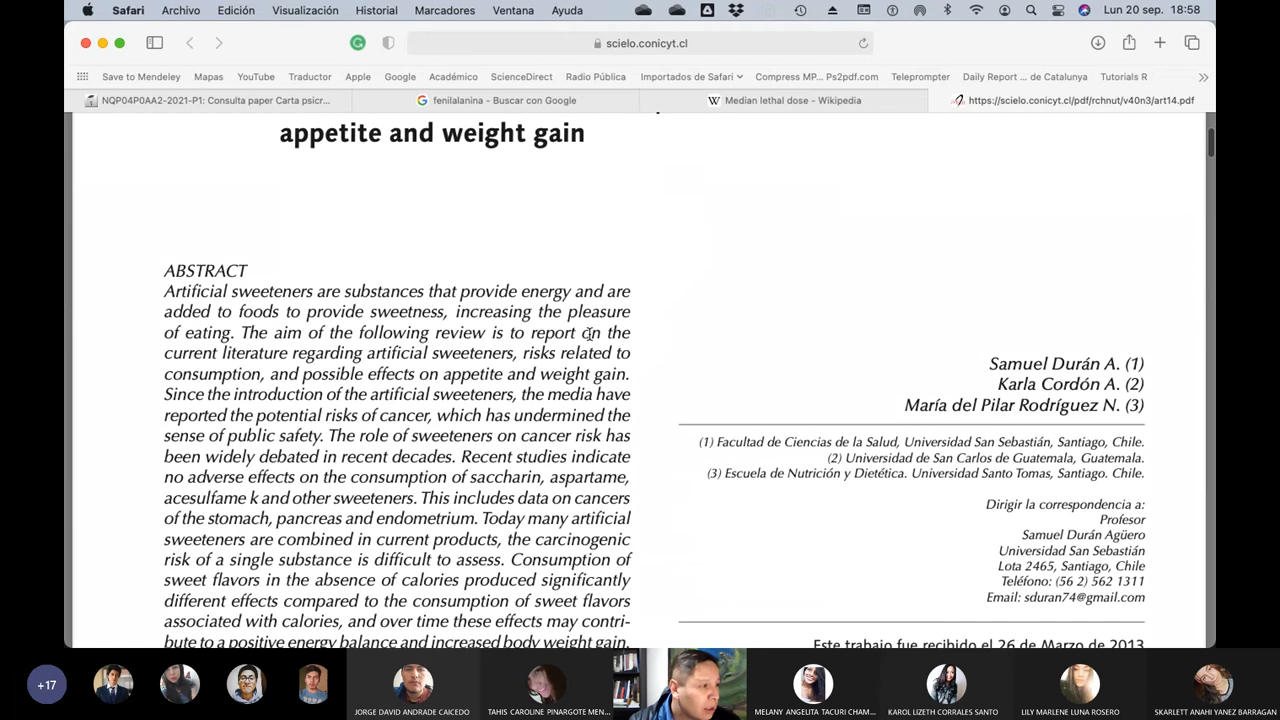 Safari Archivo Edición Visualización Historial Marcadores Ventana Ayuda Lun 20 sep. 18:58
scielo.conicyt.cl
Save to Mendeley Mapas YouTube Traductor Apple Google Académico ScienceDirect Radio Pública Importados de Safari Compress MP... Ps2pdf.com Teleprompter Daily Report ... de Catalunya Tutorials R
NQP04P0AA2-2021-P1: Consulta paper Carta psicr... fenilalanina - Buscar con Google Median lethal dose - Wikipedia https://scielo.conicyt.cl/pdf/rchnut/v40n3/art14.pdf
appetite and weight gain
ABSTRACT
Artificial sweeteners are substances that provide energy and are
added to foods to provide sweetness, increasing the pleasure
of eating. The aim of the following review is to report on the
current literature regarding artificial sweeteners, risks related to
consumption, and possible effects on appetite and weight gain.
Since the introduction of the artificial sweeteners, the media have
reported the potential risks of cancer, which has undermined the
sense of public safety. The role of sweeteners on cancer risk has
been widely debated in recent decades. Recent studies indicate
no adverse effects on the consumption of saccharin, aspartame,
acesulfame k and other sweeteners. This includes data on cancers
of the stomach, pancreas and endometrium. Today many artificial
sweeteners are combined in current products, the carcinogenic
risk of a single substance is difficult to assess. Consumption of
sweet flavors in the absence of calories produced significantly
different effects compared to the consumption of sweet flavors
associated with calories, and over time these effects may contri-
bute to a positive energy balance and increased body weight gain.
Samuel Durán A. (1)
Karla Cordón A. (2)
María del Pilar Rodríguez N. (3)
(1) Facultad de Ciencias de la Salud, Universidad San Sebastián, Santiago, Chile.
(2) Universidad de San Carlos de Guatemala, Guatemala.
(3) Escuela de Nutrición y Dietética. Universidad Santo Tomas, Santiago. Chile.
Dirigir la correspondencia a:
Profesor
Samuel Durán Agüero
Universidad San Sebastián
Lota 2465, Santiago, Chile
Teléfono: (56 2) 562 1311
Email: sduran74@gmail.com
Este trabajo fue recibido el 26 de Marzo de 2013
+17
JORGE DAVID ANDRADE CAICEDO
TAHIS CAROLINE PINARGOTE MEN...
MELANY ANGELITA TACURI CHAM...
KAROL LIZETH CORRALES SANTO
LILY MARLENE LUNA ROSERO
SKARLETT ANAHI YANEZ BARRAGAN